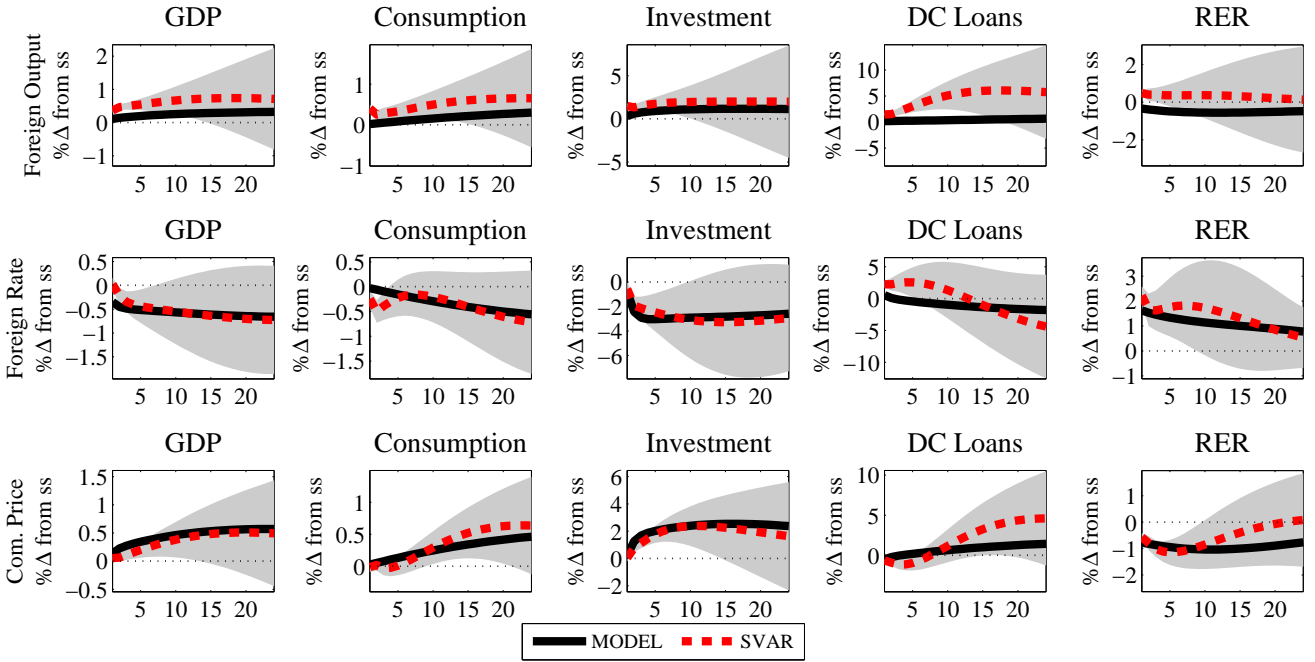 GDP Consumption Investment DC Loans RER
Foreign Output
%Δ from ss
2
1
0
−1
5 10 15 20
%Δ from ss
1
0
−1
5 10 15 20
%Δ from ss
5
0
−5
5 10 15 20
%Δ from ss
10
5
0
−5
5 10 15 20
%Δ from ss
2
0
−2
5 10 15 20
GDP Consumption Investment DC Loans RER
Foreign Rate
%Δ from ss
0.5
0
−0.5
−1
−1.5
5 10 15 20
%Δ from ss
0.5
0
−0.5
−1
−1.5
5 10 15 20
%Δ from ss
0
−2
−4
−6
5 10 15 20
%Δ from ss
5
0
−5
−10
5 10 15 20
%Δ from ss
3
2
1
0
−1
5 10 15 20
GDP Consumption Investment DC Loans RER
Com. Price
%Δ from ss
1.5
1
0.5
0
−0.5
5 10 15 20
%Δ from ss
1
0.5
0
5 10 15 20
%Δ from ss
6
4
2
0
−2
5 10 15 20
%Δ from ss
10
5
0
5 10 15 20
%Δ from ss
1
0
−1
−2
5 10 15 20
MODEL SVAR